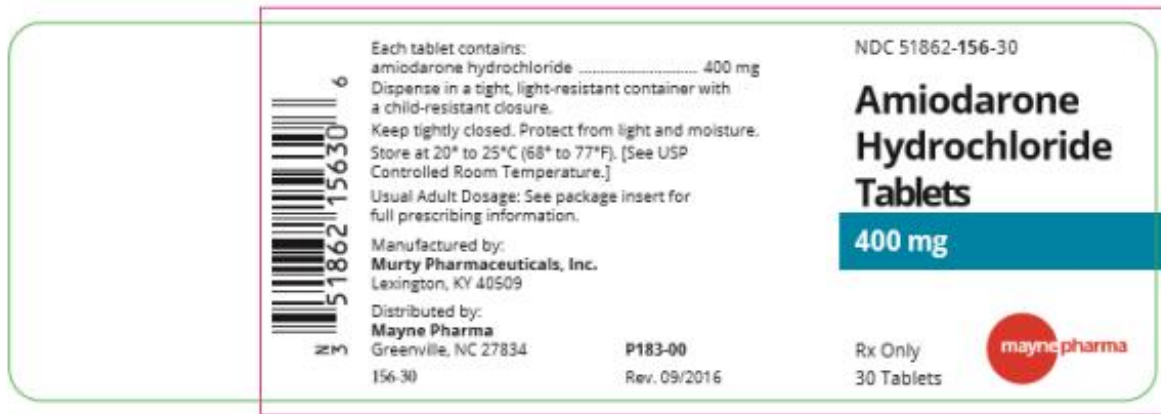 Each tablet contains:
amiodarone hydrochloride ............................. 400 mg
Dispense in a tight, light-resistant container with
a child-resistant closure.
Keep tightly closed. Protect from light and moisture.
Store at 20° to 25°C (68° to 77°F). [See USP
Controlled Room Temperature.]
Usual Adult Dosage: See package insert for
full prescribing information.
Manufactured by:
Murty Pharmaceuticals, Inc.
Lexington, KY 40509
Distributed by:
Mayne Pharma
Greenville, NC 27834
156-30
P183-00
Rev. 09/2016
N3 51862 15630 6
NDC 51862-156-30
Amiodarone
Hydrochloride
Tablets
400 mg
Rx Only
30 Tablets
maynepharma